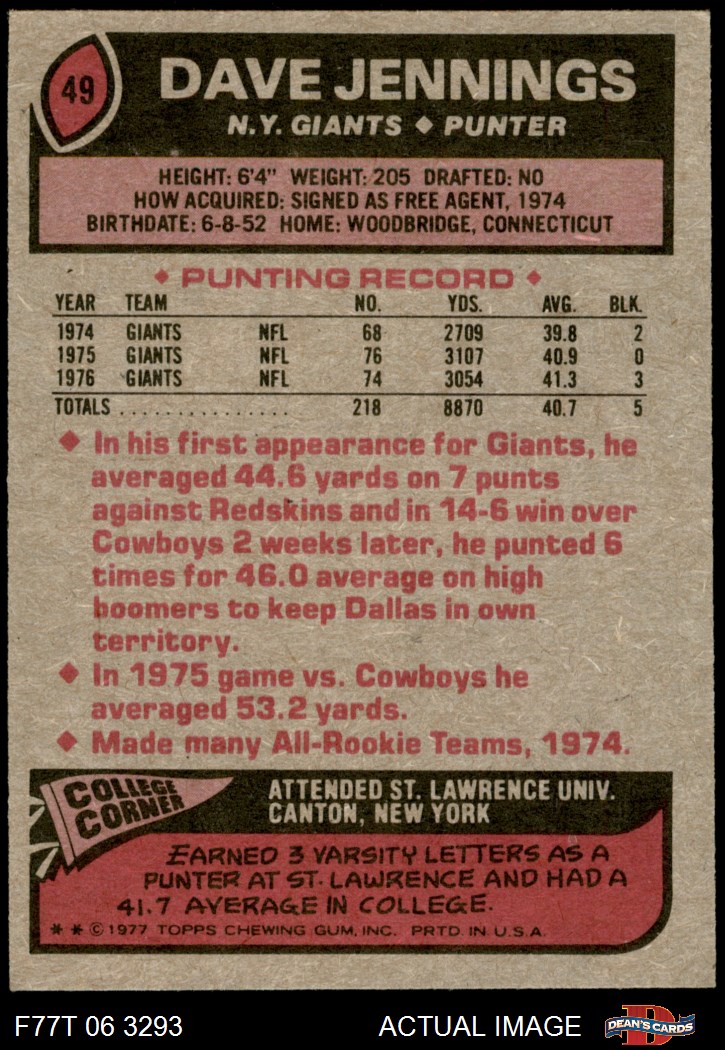 49
DAVE JENNINGS
N.Y. GIANTS ◆ PUNTER
HEIGHT: 6'4" WEIGHT: 205 DRAFTED: NO
HOW ACQUIRED: SIGNED AS FREE AGENT, 1974
BIRTHDATE: 6-8-52 HOME: WOODBRIDGE, CONNECTICUT
◆ PUNTING RECORD ◆
YEAR TEAM NO. YDS. AVG. BLK.
1974 GIANTS NFL 68 2709 39.8 2
1975 GIANTS NFL 76 3107 40.9 0
1976 GIANTS NFL 74 3054 41.3 3
TOTALS . . . . . . . . . . . . . . . 218 8870 40.7 5
◆ In his first appearance for Giants, he
averaged 44.6 yards on 7 punts
against Redskins and in 14-6 win over
Cowboys 2 weeks later, he punted 6
times for 46.0 average on high
boomers to keep Dallas in own
territory.
◆ In 1975 game vs. Cowboys he
averaged 53.2 yards.
◆ Made many All-Rookie Teams, 1974.
COLLEGE
CORNER
ATTENDED ST. LAWRENCE UNIV.
CANTON, NEW YORK
EARNED 3 VARSITY LETTERS AS A
PUNTER AT ST. LAWRENCE AND HAD A
41.7 AVERAGE IN COLLEGE.
* * © 1977 TOPPS CHEWING GUM, INC. PRTD. IN U.S.A.
F77T 06 3293 ACTUAL IMAGE
D
DEAN'S CARDS